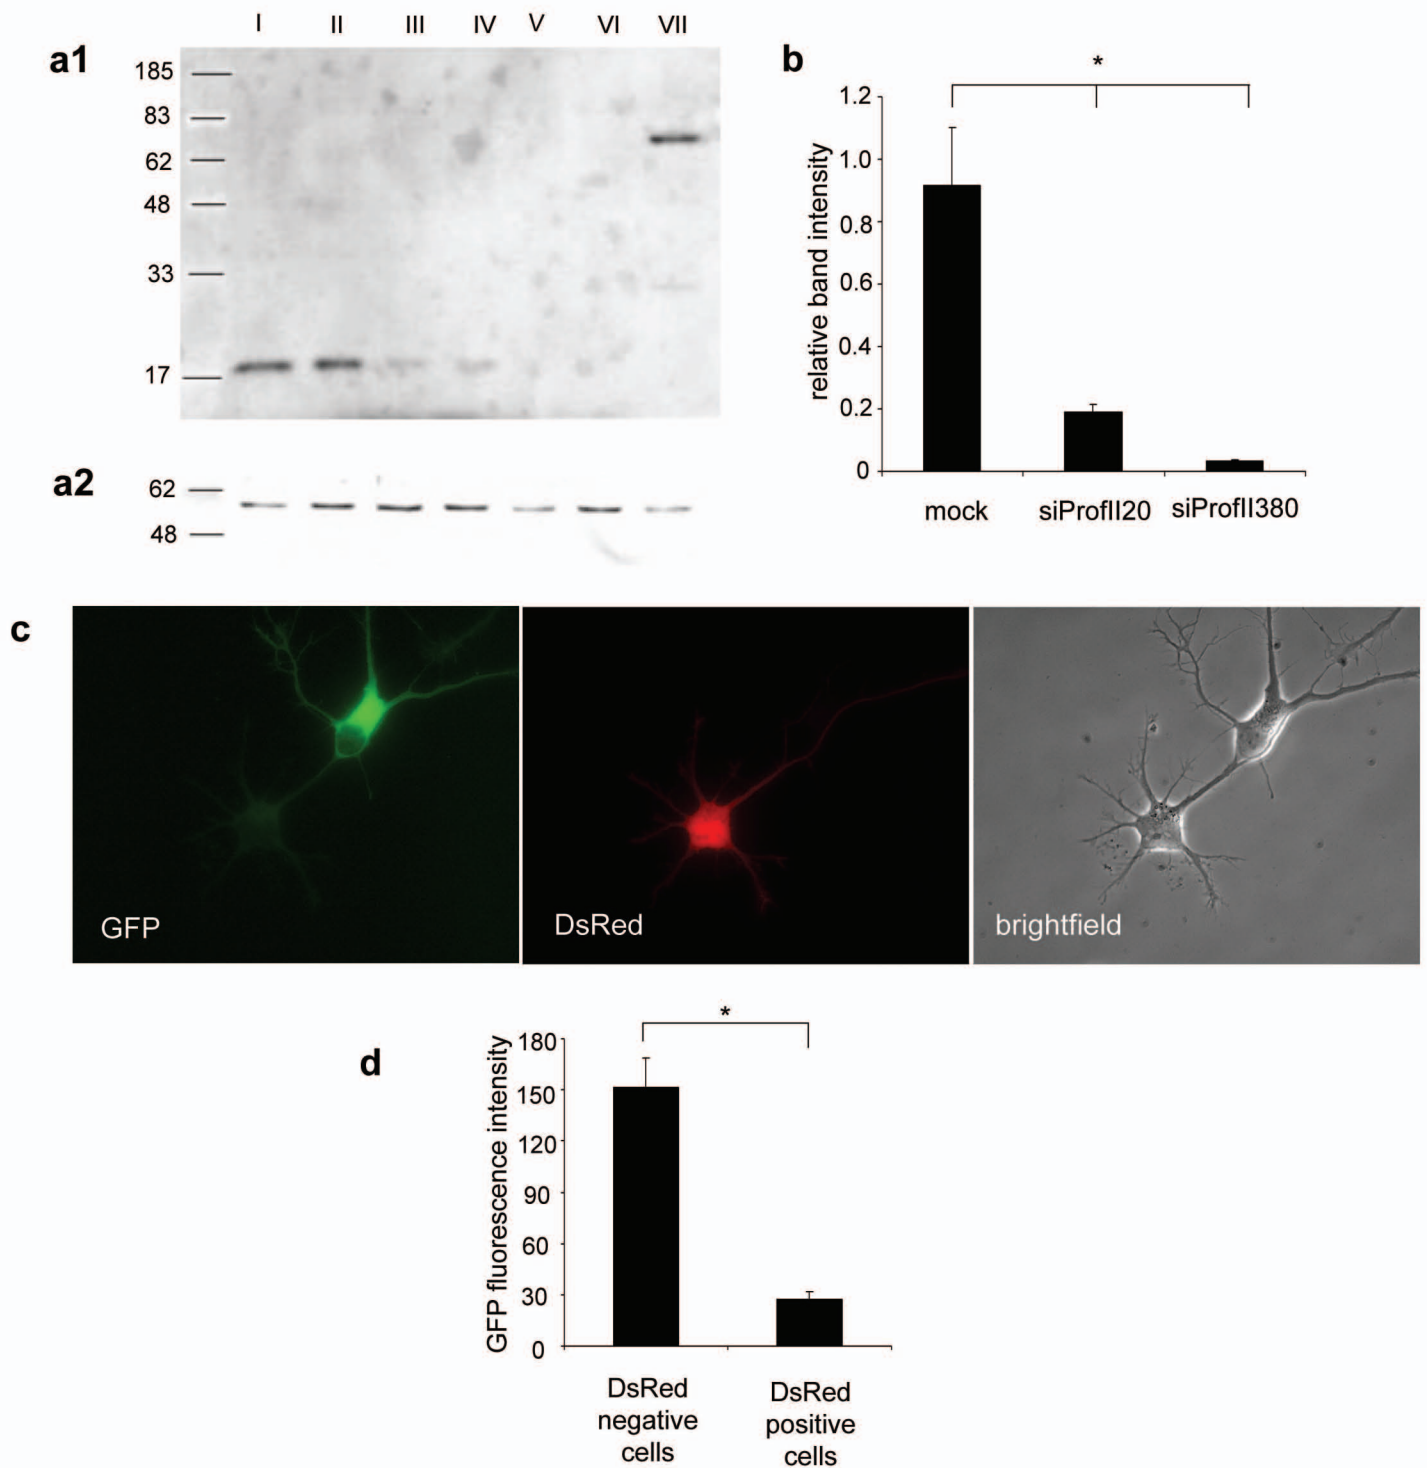 I II III IV V VI VII
a1
185
83
62
48
33
17
a2
62
48
b
*
relative band intensity
1.2
1.0
0.8
0.6
0.4
0.2
0
mock siProfII20 siProfII380
c
GFP
DsRed
brightfield
d
*
GFP fluorescence intensity
180
150
120
90
60
30
0
DsRed
negative
cells
DsRed
positive
cells